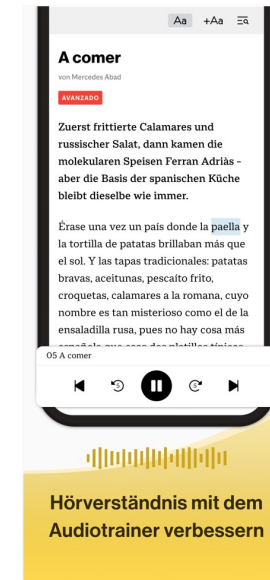 Aa +Aa
A comer
von Mercedes Abad
AVANZADO
Zuerst frittierte Calamares und
russischer Salat, dann kamen die
molekularen Speisen Ferran Adriàs –
aber die Basis der spanischen Küche
bleibt dieselbe wie immer.
Érase una vez un país donde la paella y
la tortilla de patatas brillaban más que
el sol. Y las tapas tradicionales: patatas
bravas, aceitunas, pescaíto frito,
croquetas, calamares a la romana, cuyo
nombre es tan misterioso como el de la
ensaladilla rusa, pues no hay cosa más
05 A comer
5 5
Hörverständnis mit dem
Audiotrainer verbessern